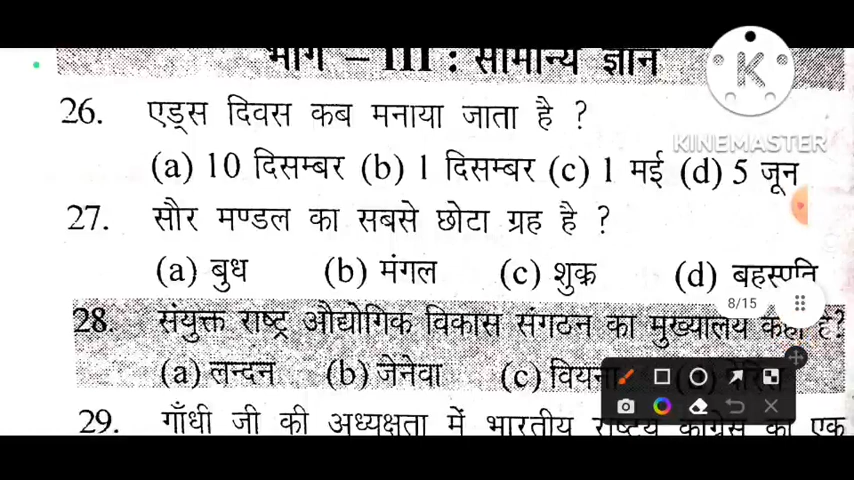 भाग – III : सामान्य ज्ञान
26. एड्स दिवस कब मनाया जाता है ?
(a) 10 दिसम्बर (b) 1 दिसम्बर (c) 1 मई (d) 5 जून
27. सौर मण्डल का सबसे छोटा ग्रह है ?
(a) बुध (b) मंगल (c) शुक्र (d) बृहस्पति
28. संयुक्त राष्ट्र औद्योगिक विकास संगठन का मुख्यालय कहाँ है?
(a) लन्दन (b) जेनेवा (c) वियना
29. गाँधी जी की अध्यक्षता में भारतीय राष्ट्रीय कांग्रेस का एक
K
KINEMASTER
8/15